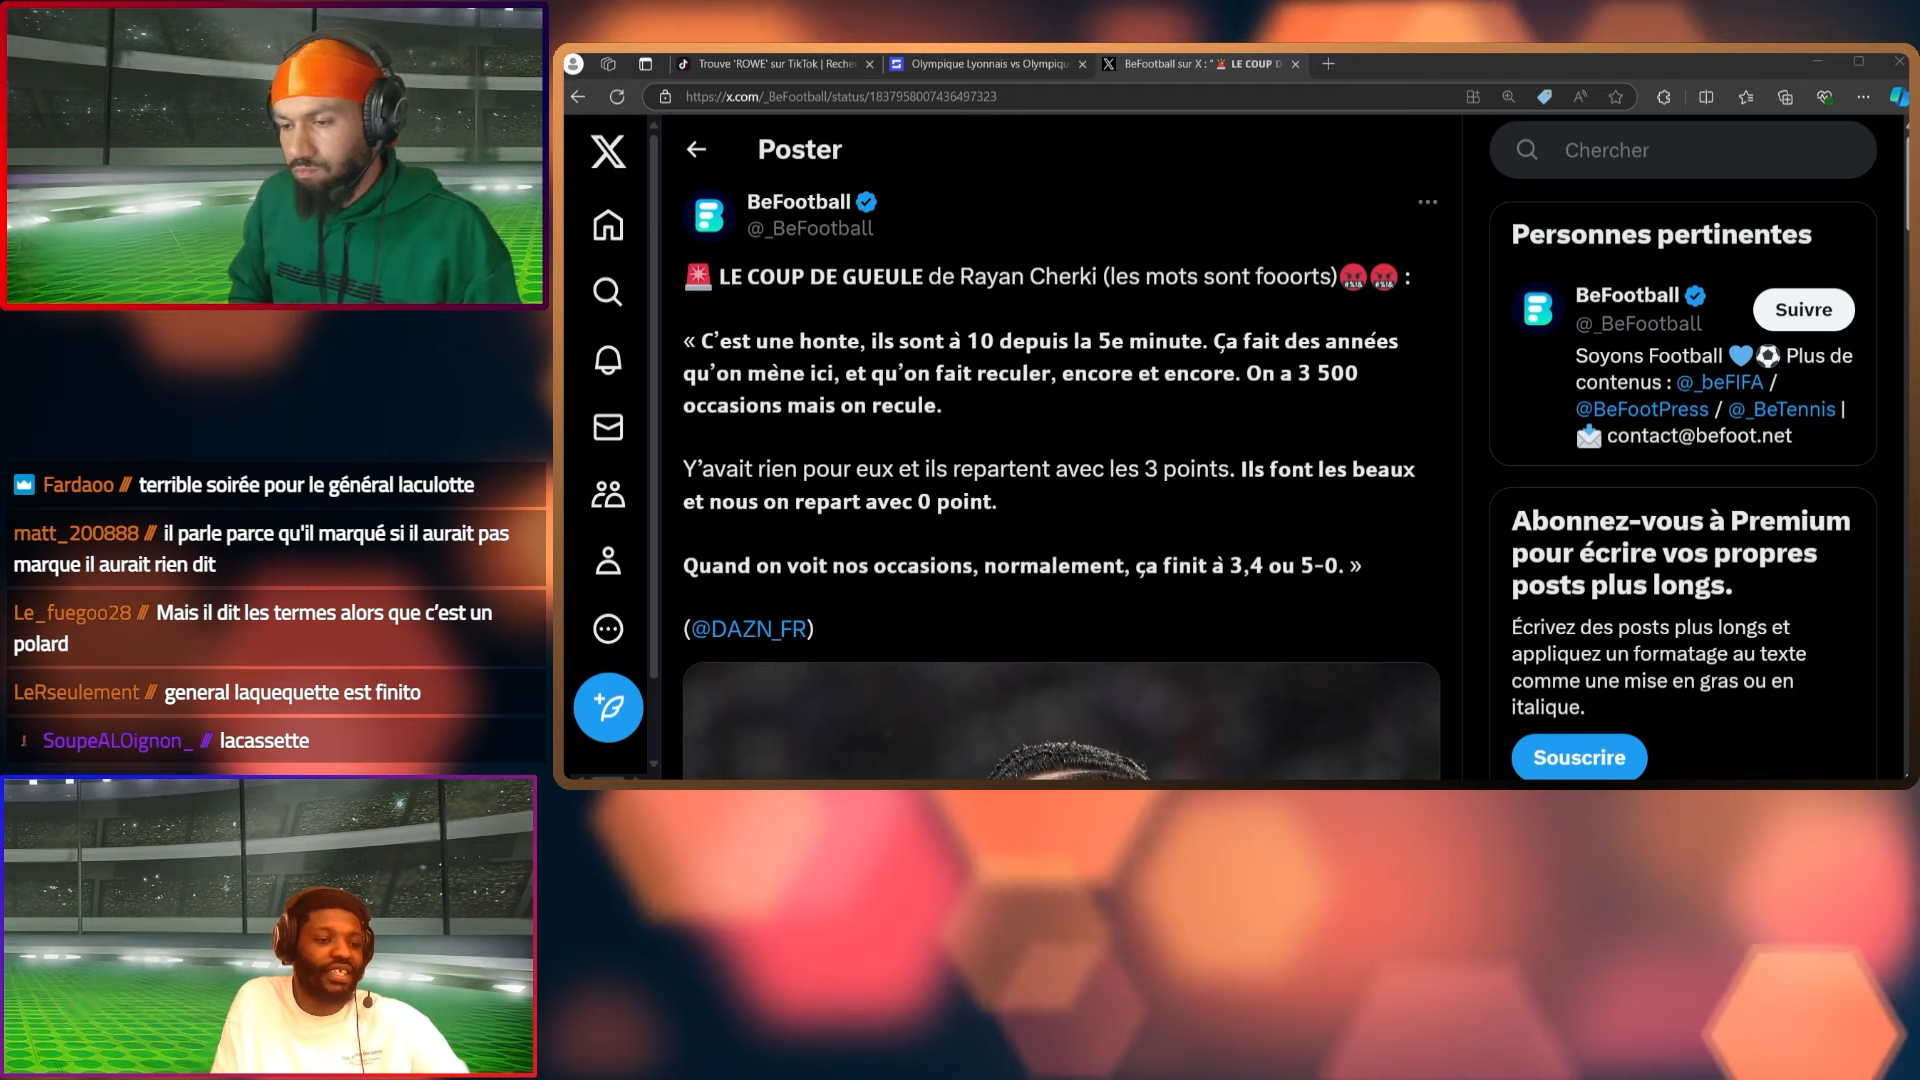 Trouve 'ROWE' sur TikTok | Reche
Olympique Lyonnais vs Olympiqu
BeFootball sur X : " LE COUP D
https://x.com/_BeFootball/status/1837958007436497323
Poster
BeFootball
@_BeFootball
LE COUP DE GUEULE de Rayan Cherki (les mots sont fooorts) :
« C’est une honte, ils sont à 10 depuis la 5e minute. Ça fait des années
qu’on mène ici, et qu’on fait reculer, encore et encore. On a 3 500
occasions mais on recule.
Y’avait rien pour eux et ils repartent avec les 3 points. Ils font les beaux
et nous on repart avec 0 point.
Quand on voit nos occasions, normalement, ça finit à 3,4 ou 5-0. »
(@DAZN_FR)
Chercher
Personnes pertinentes
BeFootball
@_BeFootball
Suivre
Soyons Football Plus de
contenus : @_beFIFA /
@BeFootPress / @_BeTennis |
contact@befoot.net
Abonnez-vous à Premium
pour écrire vos propres
posts plus longs.
Écrivez des posts plus longs et
appliquez un formatage au texte
comme une mise en gras ou en
italique.
Souscrire
Fardaoo // terrible soirée pour le général laculotte
matt_200888 // il parle parce qu'il marqué si il aurait pas
marque il aurait rien dit
Le_fuegoo28 // Mais il dit les termes alors que c’est un
polard
LeRseulement // general laquequette est finito
SoupeALOignon_ // lacassette